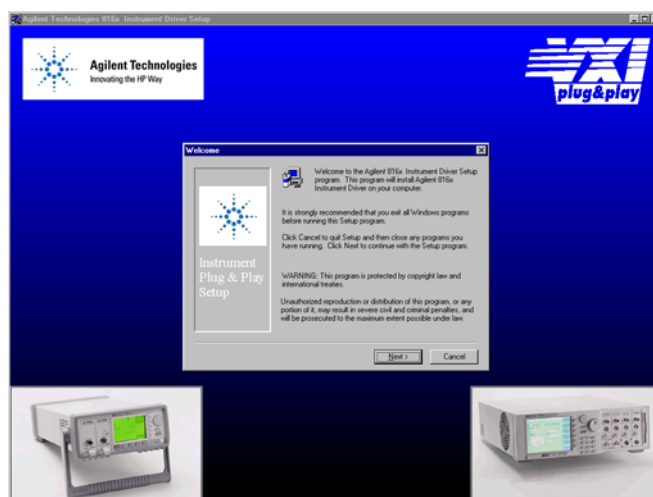 Agilent Technologies 816x Instrument Driver Setup
Agilent Technologies
Innovating the HP Way
VXI
plug&play
Welcome
Welcome to the Agilent 816x Instrument Driver Setup
program. This program will install Agilent 816x
Instrument Driver on your computer.
It is strongly recommended that you exit all Windows programs
before running this Setup program.
Click Cancel to quit Setup and then close any programs you
have running. Click Next to continue with the Setup program.
Instrument
Plug & Play
Setup
WARNING: This program is protected by copyright law and
international treaties.
Unauthorized reproduction or distribution of this program, or any
portion of it, may result in severe civil and criminal penalties, and
will be prosecuted to the maximum extent possible under law.
Next >
Cancel